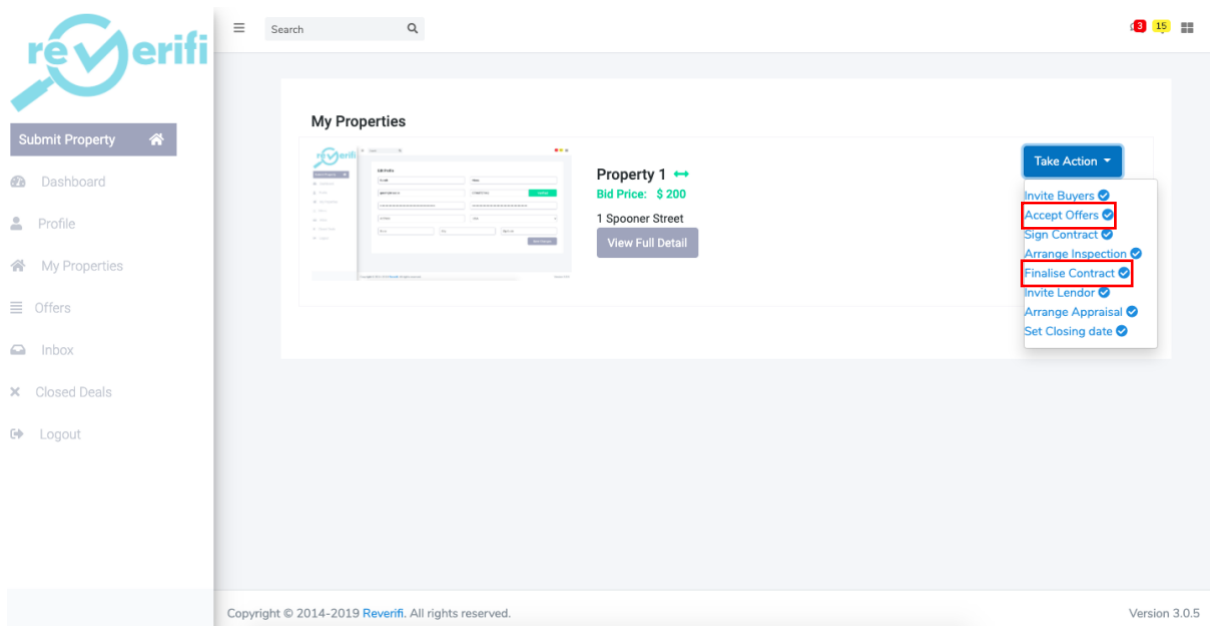 reverifi
Search
3
15
Submit Property
Dashboard
Profile
My Properties
Offers
Inbox
Closed Deals
Logout
My Properties
Property 1
Bid Price: $ 200
1 Spooner Street
View Full Detail
Take Action
Invite Buyers
Accept Offers
Sign Contract
Arrange Inspection
Finalise Contract
Invite Lendor
Arrange Appraisal
Set Closing date
Copyright © 2014-2019 Reverifi. All rights reserved.
Version 3.0.5